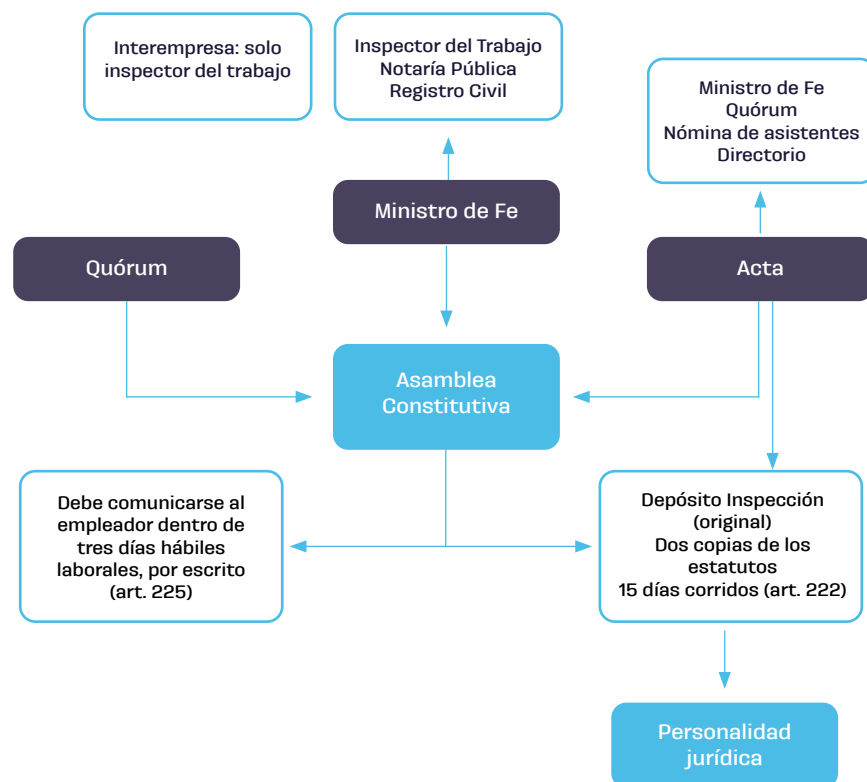 Interempresa: solo
inspector del trabajo
Inspector del Trabajo
Notaría Pública
Registro Civil
Ministro de Fe
Quórum
Nómina de asistentes
Directorio
Ministro de Fe
Quórum
Acta
Asamblea
Constitutiva
Debe comunicarse al
empleador dentro de
tres días hábiles
laborales, por escrito
(art. 225)
Depósito Inspección
(original)
Dos copias de los
estatutos
15 días corridos (art. 222)
Personalidad
jurídica